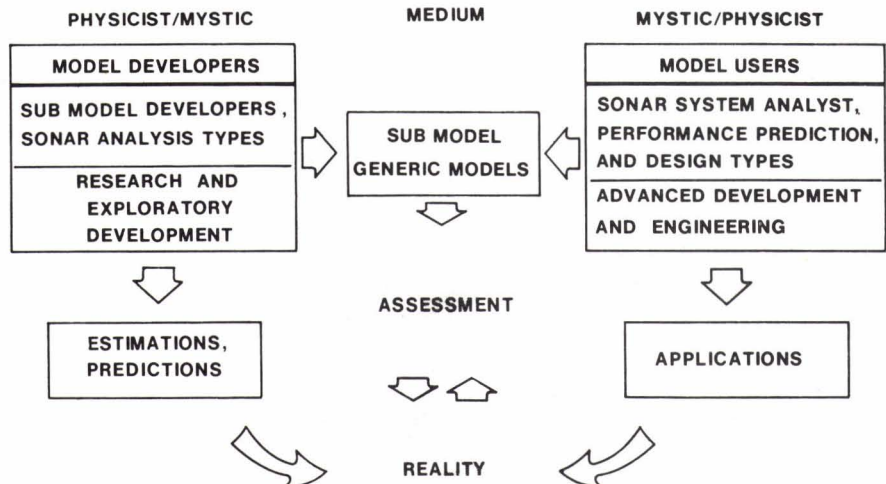 PHYSICIST/MYSTIC
MEDIUM
MYSTIC/PHYSICIST
MODEL DEVELOPERS
SUB MODEL DEVELOPERS,
SONAR ANALYSIS TYPES
RESEARCH AND
EXPLORATORY
DEVELOPMENT
SUB MODEL
GENERIC MODELS
MODEL USERS
SONAR SYSTEM ANALYST,
PERFORMANCE PREDICTION,
AND DESIGN TYPES
ADVANCED DEVELOPMENT
AND ENGINEERING
ASSESSMENT
ESTIMATIONS,
PREDICTIONS
APPLICATIONS
REALITY